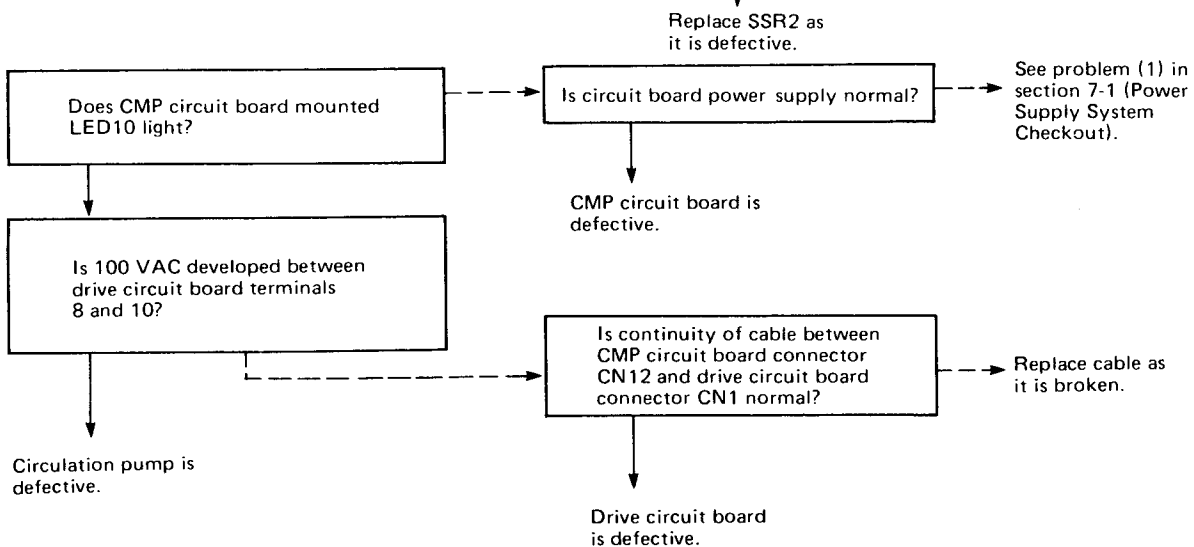 Replace SSR2 as
it is defective.
Does CMP circuit board mounted
LED10 light?
Is circuit board power supply normal?
See problem (1) in
section 7-1 (Power
Supply System
Checkout).
CMP circuit board is
defective.
Is 100 VAC developed between
drive circuit board terminals
8 and 10?
Is continuity of cable between
CMP circuit board connector
CN12 and drive circuit board
connector CN1 normal?
Replace cable as
it is broken.
Circulation pump is
defective.
Drive circuit board
is defective.